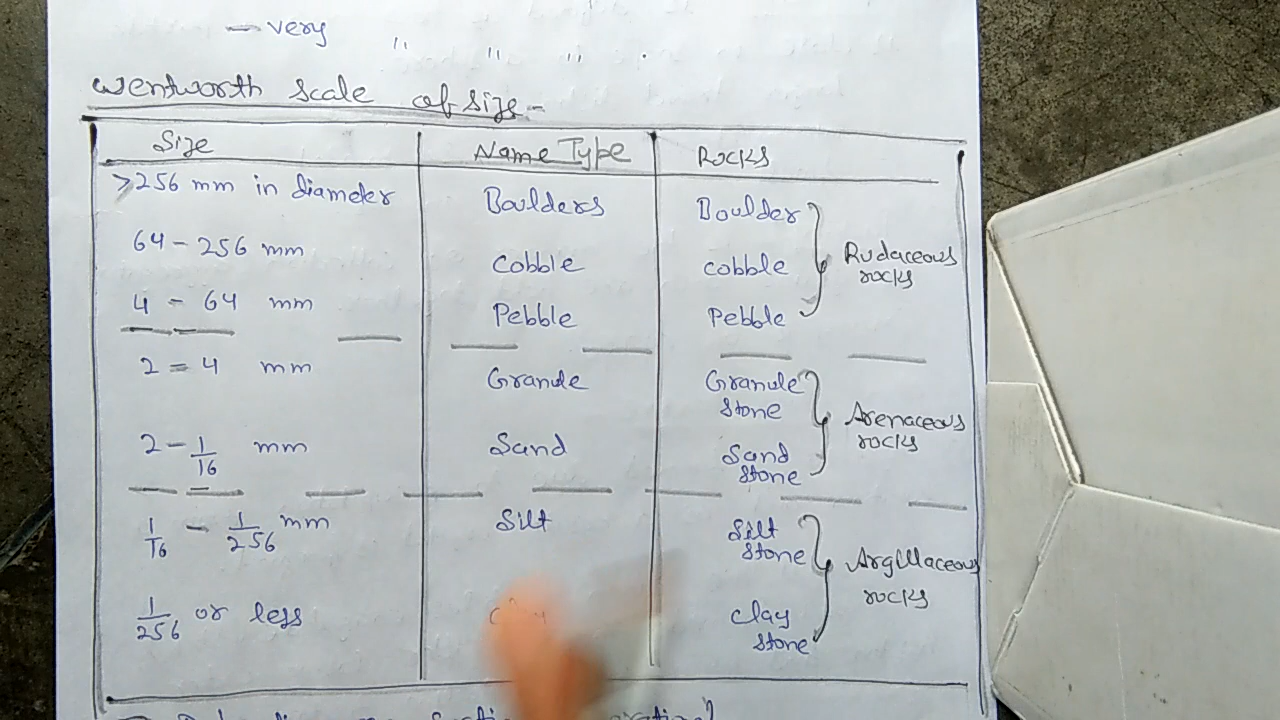 — very " " " .
Wentworth scale of size -
Size Name Type Rocks
>256 mm in diameter Boulders Boulder
64 - 256 mm Cobble cobble Rudaceous rocks
4 - 64 mm Pebble Pebble
2 = 4 mm Granule Granule stone
Arenaceous rocks
2 - 1/16 mm Sand Sand stone
1/16 - 1/256 mm Silt Silt stone
Argillaceous rocks
1/256 or less clay stone